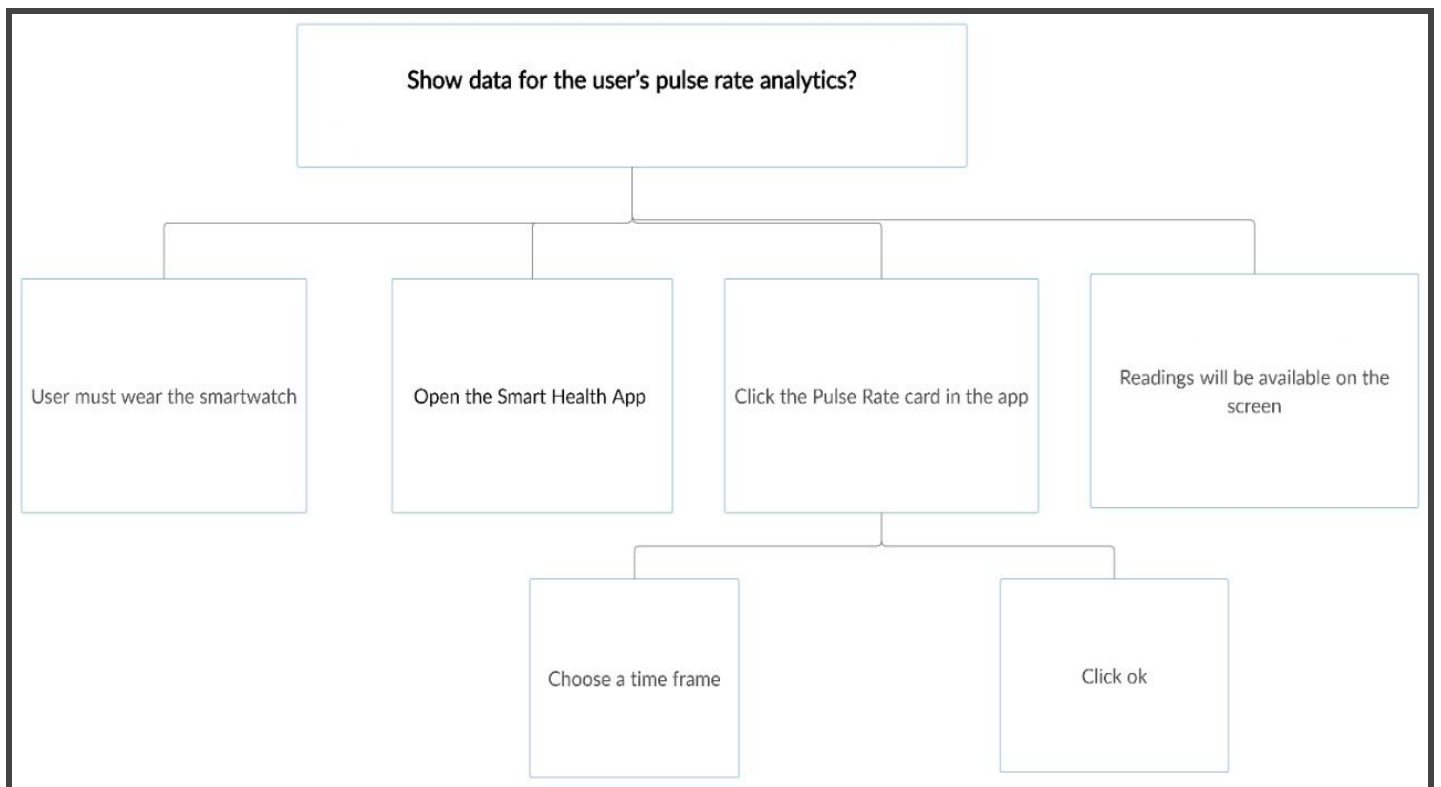 Show data for the user's pulse rate analytics?
User must wear the smartwatch
Open the Smart Health App
Click the Pulse Rate card in the app
Readings will be available on the
screen
Choose a time frame
Click ok